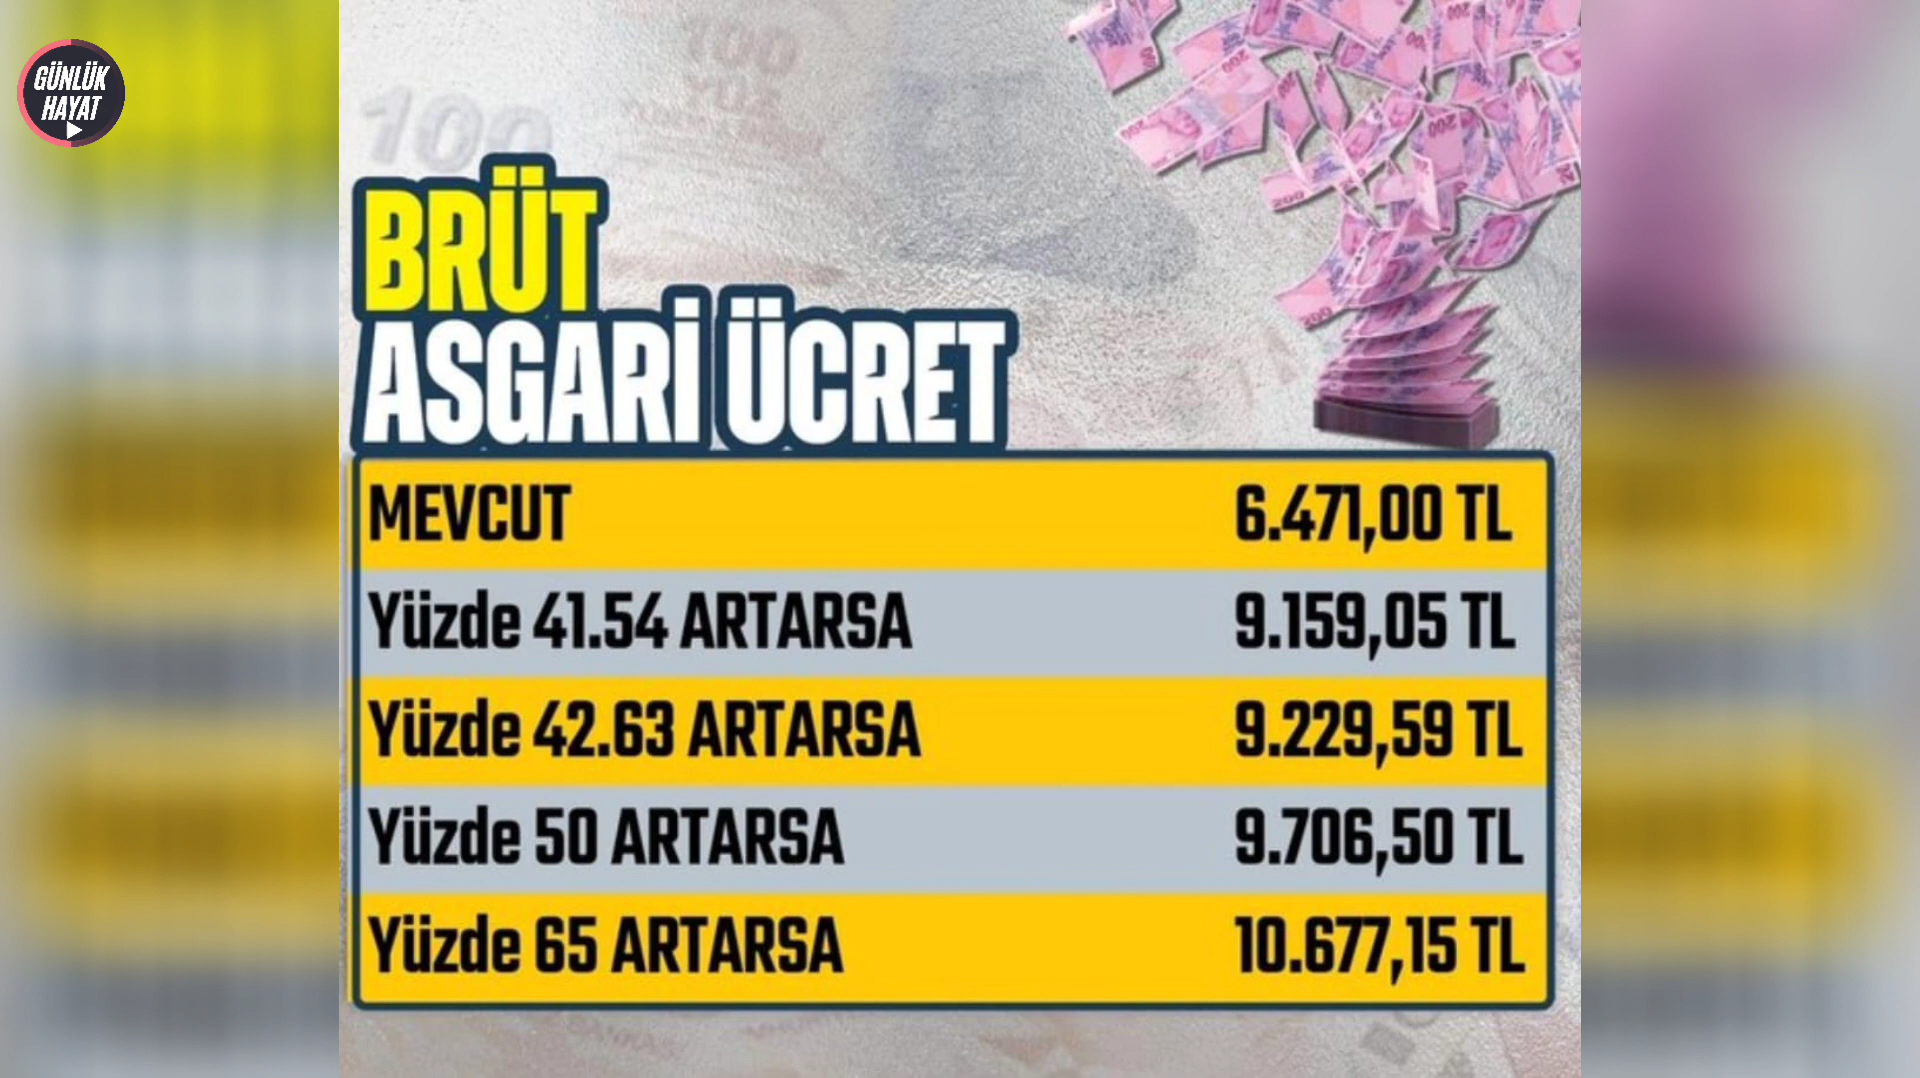 GÜNLÜK
HAYAT
100
BRÜT
ASGARİ ÜCRET
MEVCUT 6.471,00 TL
Yüzde 41.54 ARTARSA 9.159,05 TL
Yüzde 42.63 ARTARSA 9.229,59 TL
Yüzde 50 ARTARSA 9.706,50 TL
Yüzde 65 ARTARSA 10.677,15 TL